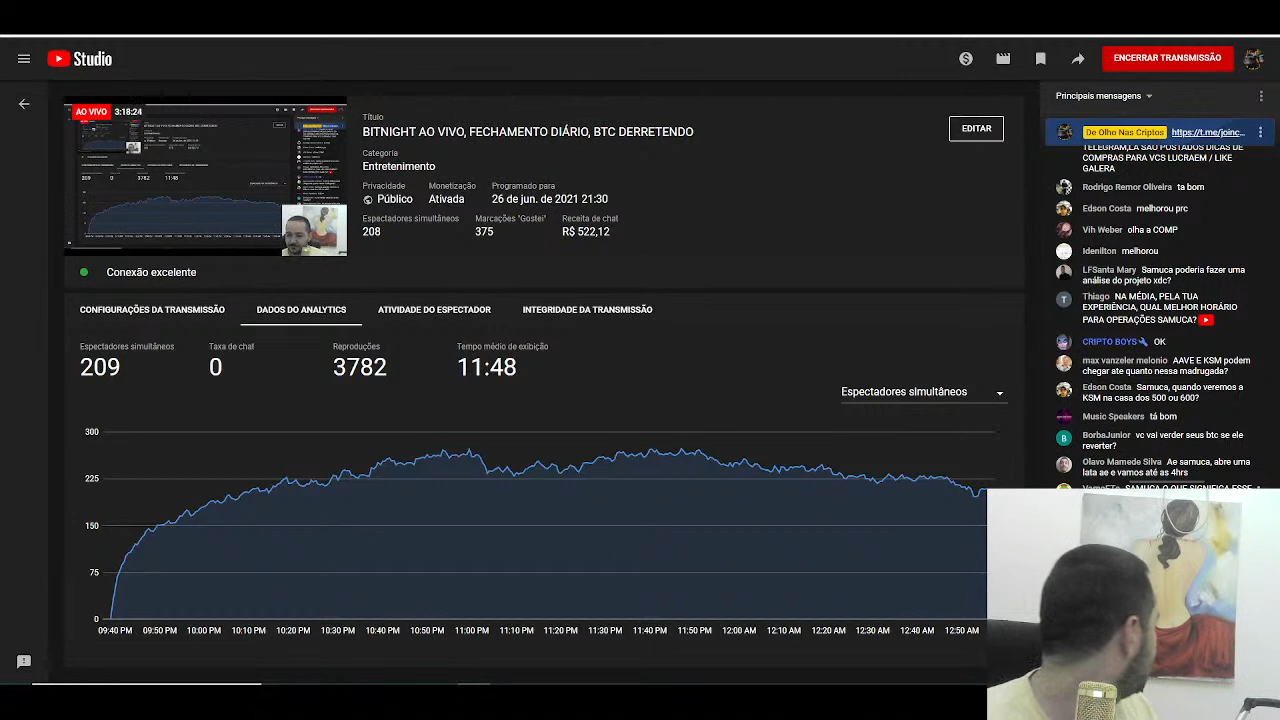 Studio
ENCERRAR TRANSMISSÃO
AO VIVO 3:18:24
Título
BITNIGHT AO VIVO, FECHAMENTO DIÁRIO, BTC DERRETENDO
EDITAR
Categoria
Entretenimento
Privacidade Monetização Programado para
Público Ativada
Espectadores simultâneos Marcações "Gostei" Receita de chat
208 375 R$ 522,12
Conexão excelente
CONFIGURAÇÕES DA TRANSMISSÃO
DADOS DO ANALYTICS
DO ESPECTADOR
INTEGRIDADE DA TRANSMISSÃO
Espectadores simultâneos Taxa de chat Reproduções Tempo médio de exibição
209 0 3782 11:48
Espectadores simultâneos
300
225
150
75
0
09:40 PM 09:50 PM 10:00 PM 10:10 PM 10:20 PM 10:30 PM 10:40 PM 10:50 PM 11:00 PM 11:10 PM 11:20 PM 11:30 PM 11:40 PM 11:50 PM 12:00 AM 12:10 AM 12:20 AM 12:30 AM 12:40 AM 12:50 AM
Principais mensagens
De Olho Nas Criptos https://t.me/joinc...
TELEGRAM,LA SAO POSTADOS DICAS DE
COMPRAS PARA VCS LUCRAEM / LIKE
GALERA
Rodrigo Remor Oliveira ta bom
Edson Costa melhorou prc
Vih Weber olha a COMP
Idenilton melhorou
LFSanta Mary Samuca poderia fazer uma
análise do projeto xdc?
Thiago NA MÉDIA, PELA TUA
EXPERIÊNCIA, QUAL MELHOR HORÁRIO
PARA OPERAÇÕES SAMUCA?
CRIPTO BOYS OK
max vanzeler melonio AAVE E KSM podem
chegar ate quanto nessa madrugada?
Edson Costa Samuca, quando veremos a
KSM na casa dos 500 ou 600?
Music Speakers tá bom
BorbaJunior vc vai verder seus btc se ele
reverter?
Olavo Mamede Silva Ae samuca, abre uma
lata ae e vamos até as 4hrs